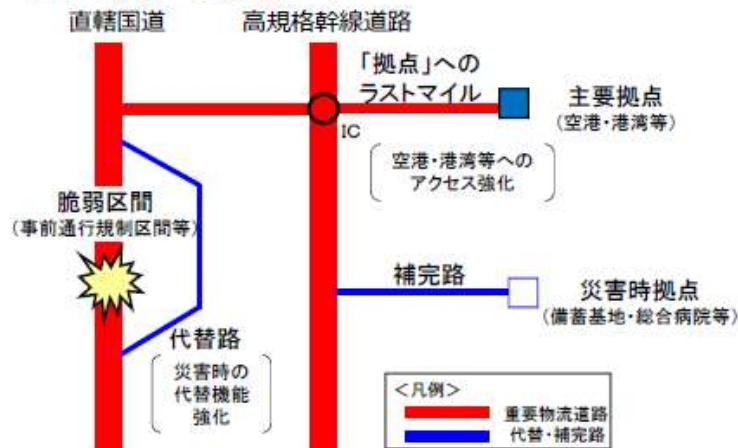 直轄国道
高規格幹線道路
「拠点」への
ラストマイル
主要拠点
(空港・港湾等)
IC
空港・港湾等への
アクセス強化
脆弱区間
(事前通行規制区間等)
補完路
災害時拠点
(備蓄基地・総合病院等)
代替路
災害時の
代替機能
強化
<凡例>
重要物流道路
代替・補完路